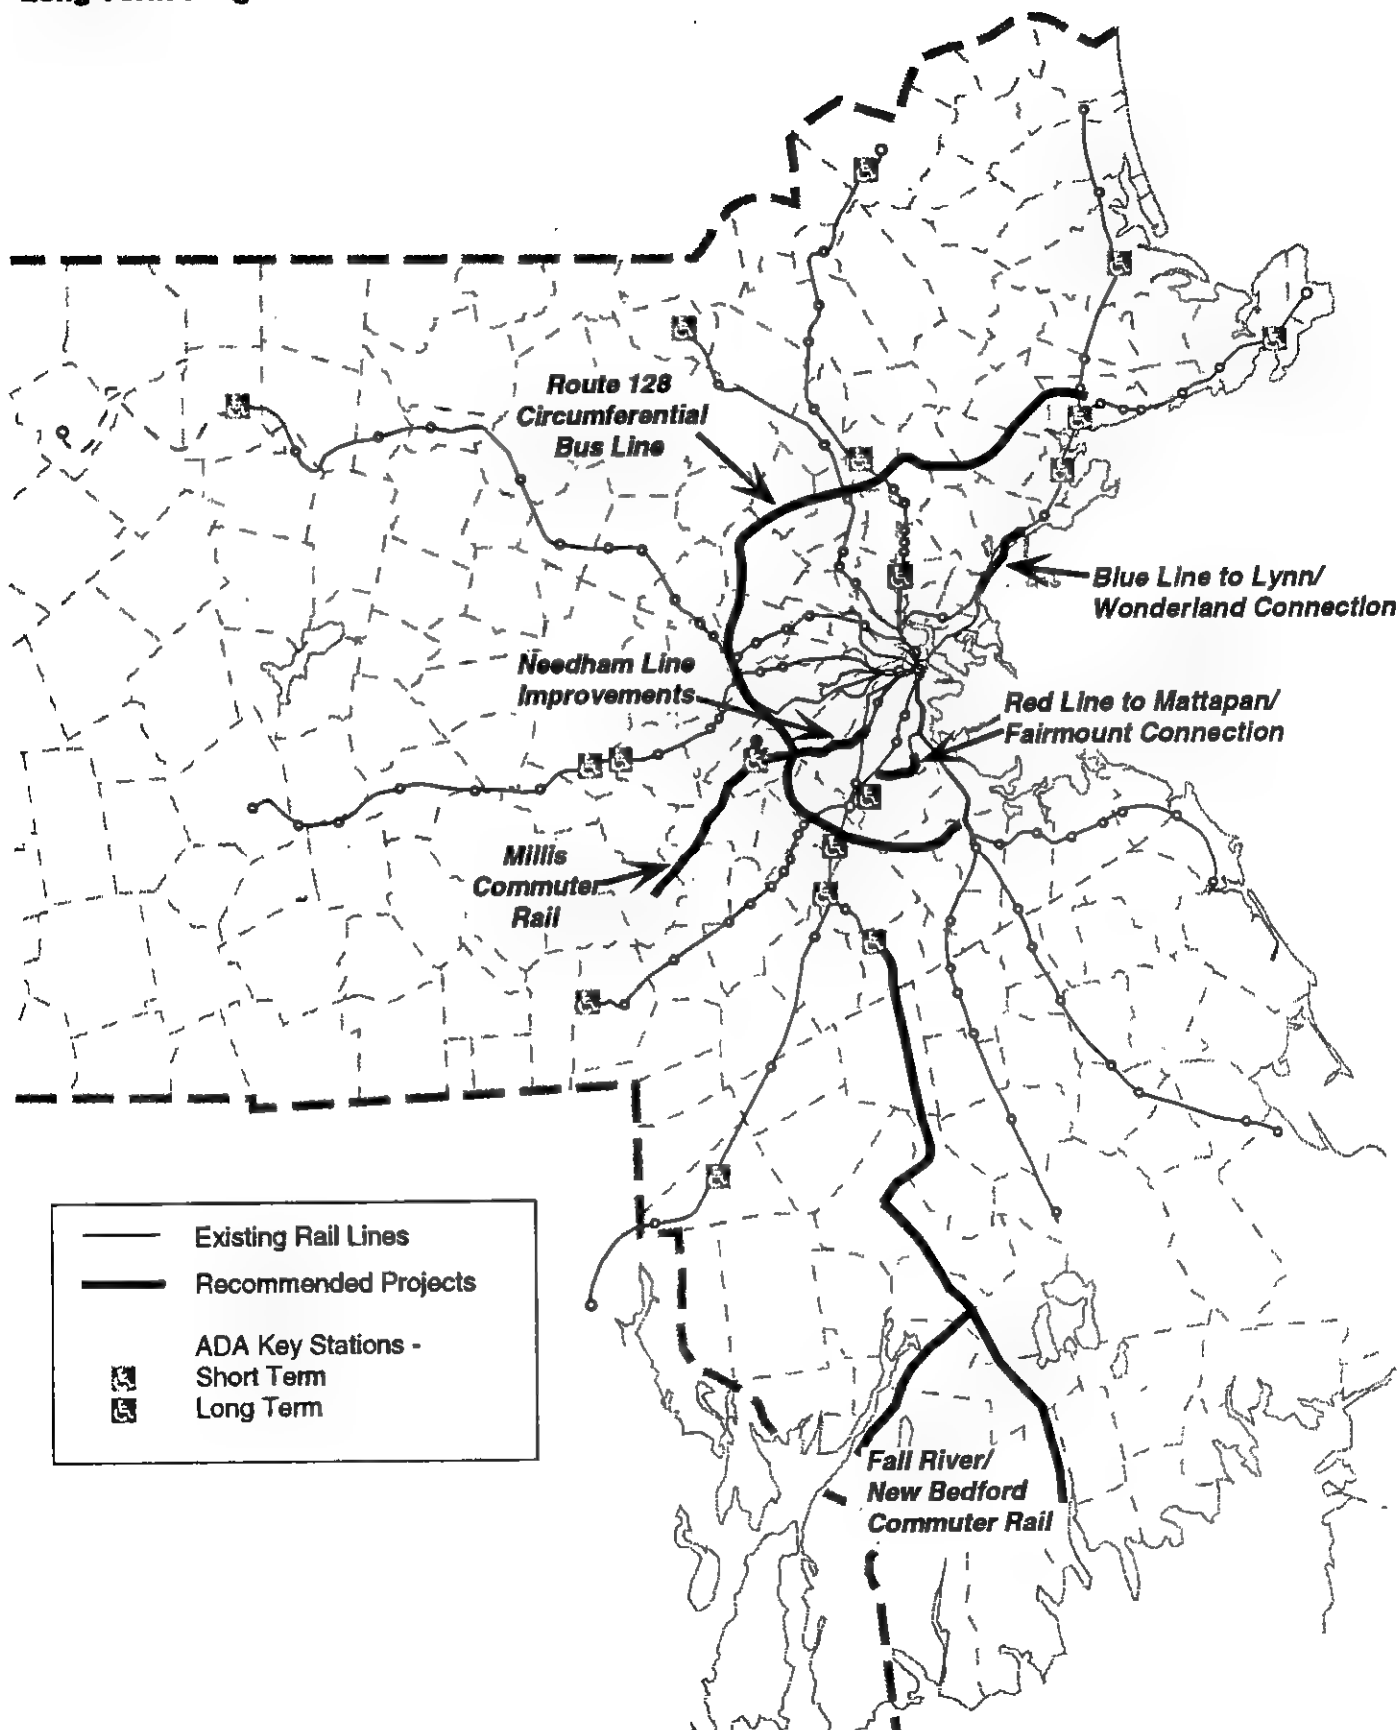 Route 128
Circumferential
Bus Line
Blue Line to Lynn/
Wonderland Connection
Needham Line
Improvements
Red Line to Mattapan/
Fairmount Connection
Millis
Commuter
Rail
Existing Rail Lines
Recommended Projects
ADA Key Stations -
Short Term
Long Term
Fall River/
New Bedford
Commuter Rail